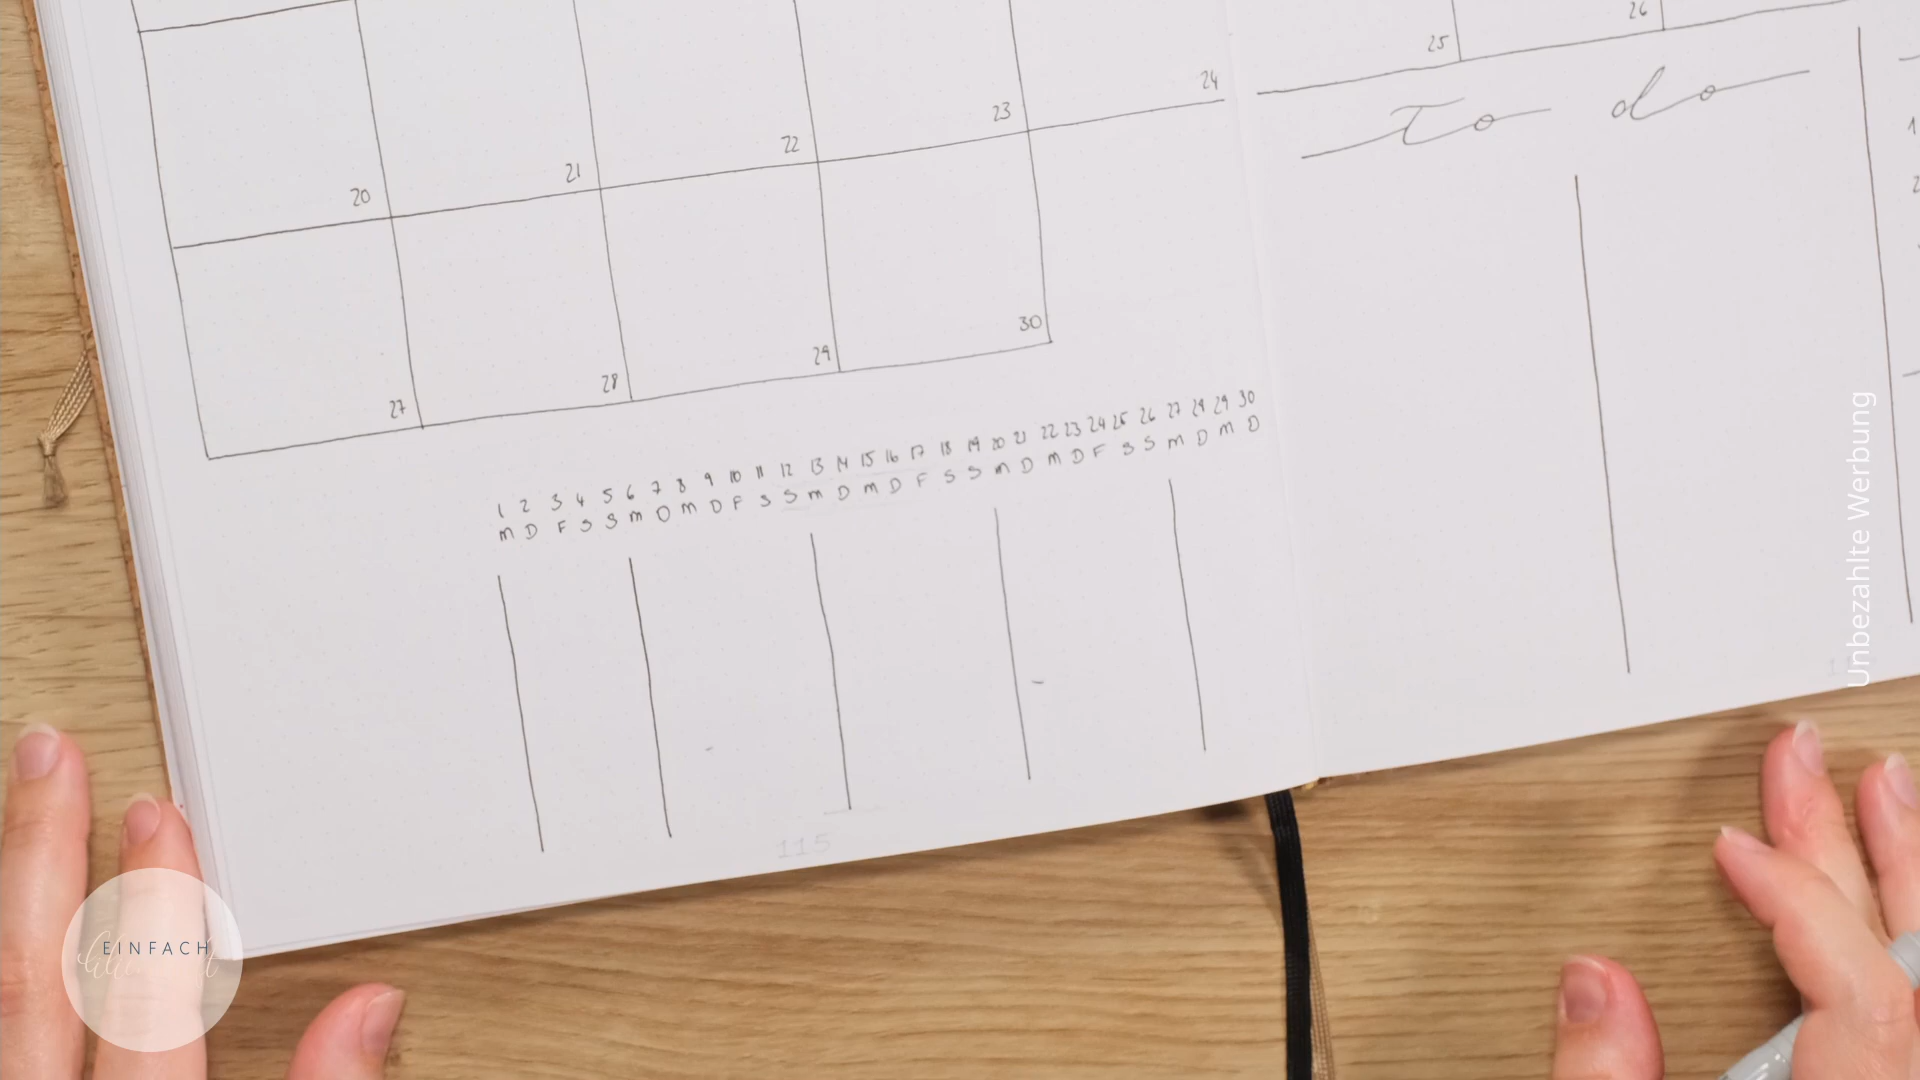 20 21 22 23 24 25 26
27 28 29 30
To do
1
2
1 2 3 4 5 6 7 8 9 10 11 12 13 14 15 16 17 18 19 20 21 22 23 24 25 26 27 28 29 30
M D F S S M D M D F S S M D M D F S S M D M D F S S M D M D
115
Unbezahlte Werbung
EINFACH